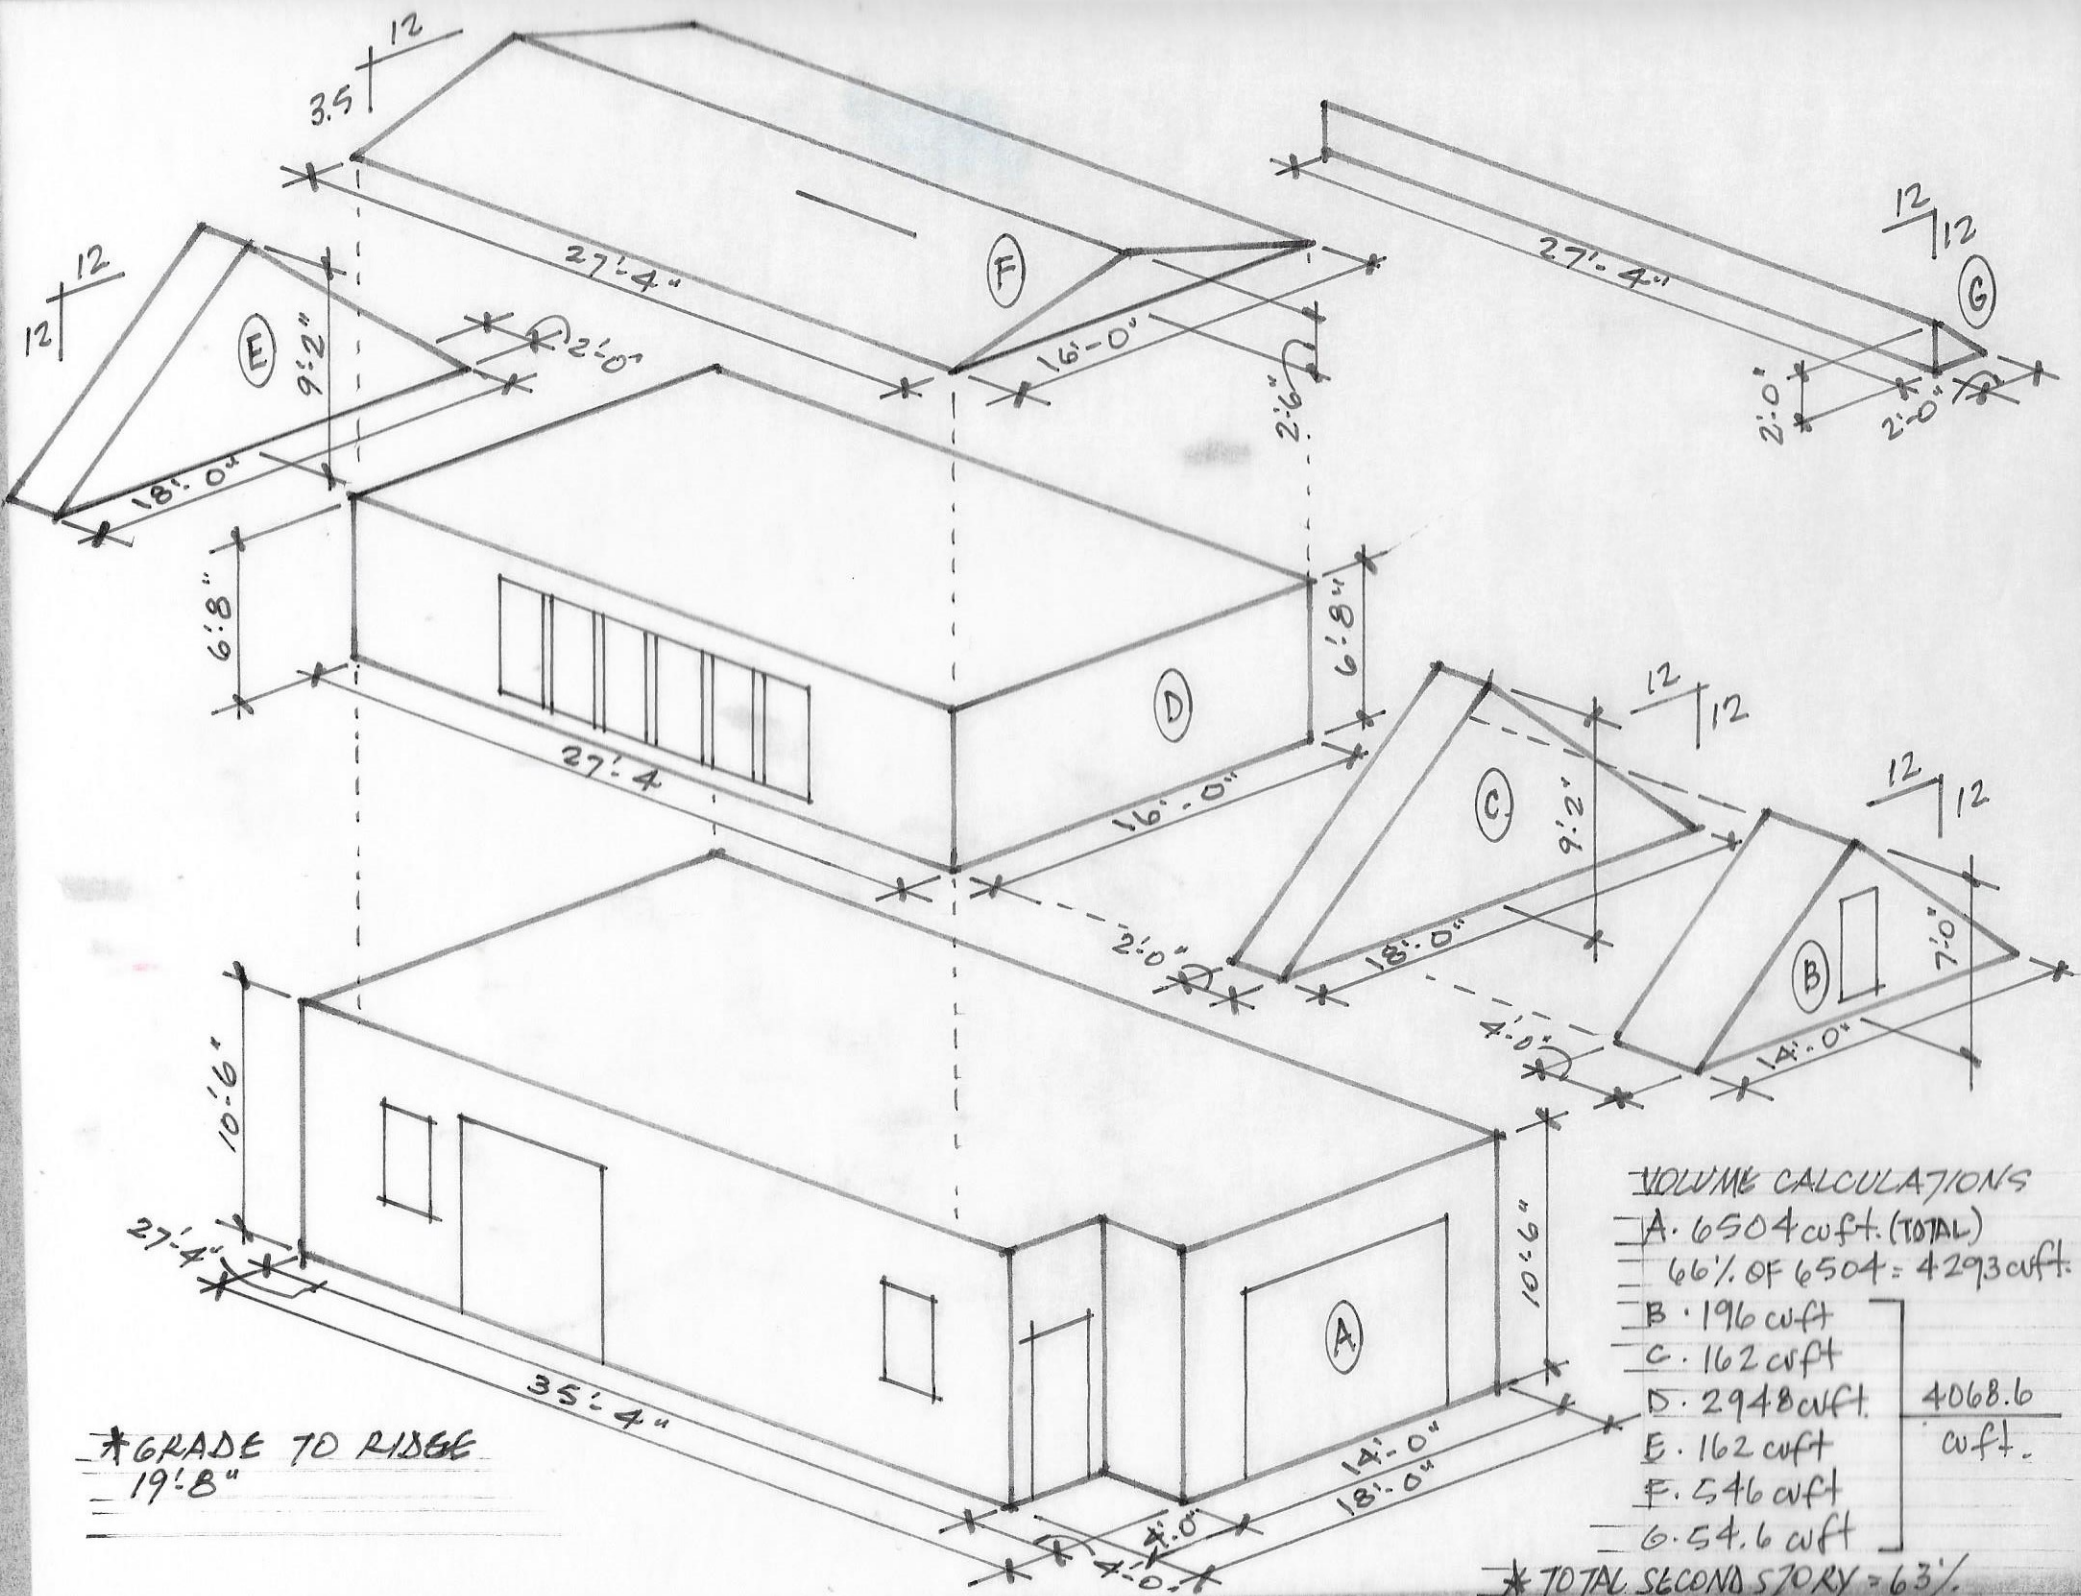 12
3.5
27'-4"
F
16'-0"
2'-6"
27'-4"
12
12
G
2'-0"
2'-0"
12
12
E
9'-2"
2'-0"
18'-0"
6'-8"
27'-4
D
16'-0"
6'-8"
12
12
C
9'-2"
2'-0"
18'-0"
12
12
B
7'-0"
4'-0"
14'-0"
10'-6"
27'-4"
35'-4"
A
10'-6"
14'-0"
18'-0"
4'-0"
4'-0"
*GRADE TO RIDGE
19'-8"
VOLUME CALCULATIONS
A. 6504 cuft. (TOTAL)
66% OF 6504 = 4293 cuft.
B. 196 cuft
C. 162 cuft
D. 2948 cuft.
E. 162 cuft
F. 546 cuft
G. 54.6 cuft
4068.6
cuft.
* TOTAL SECOND STORY = 63%